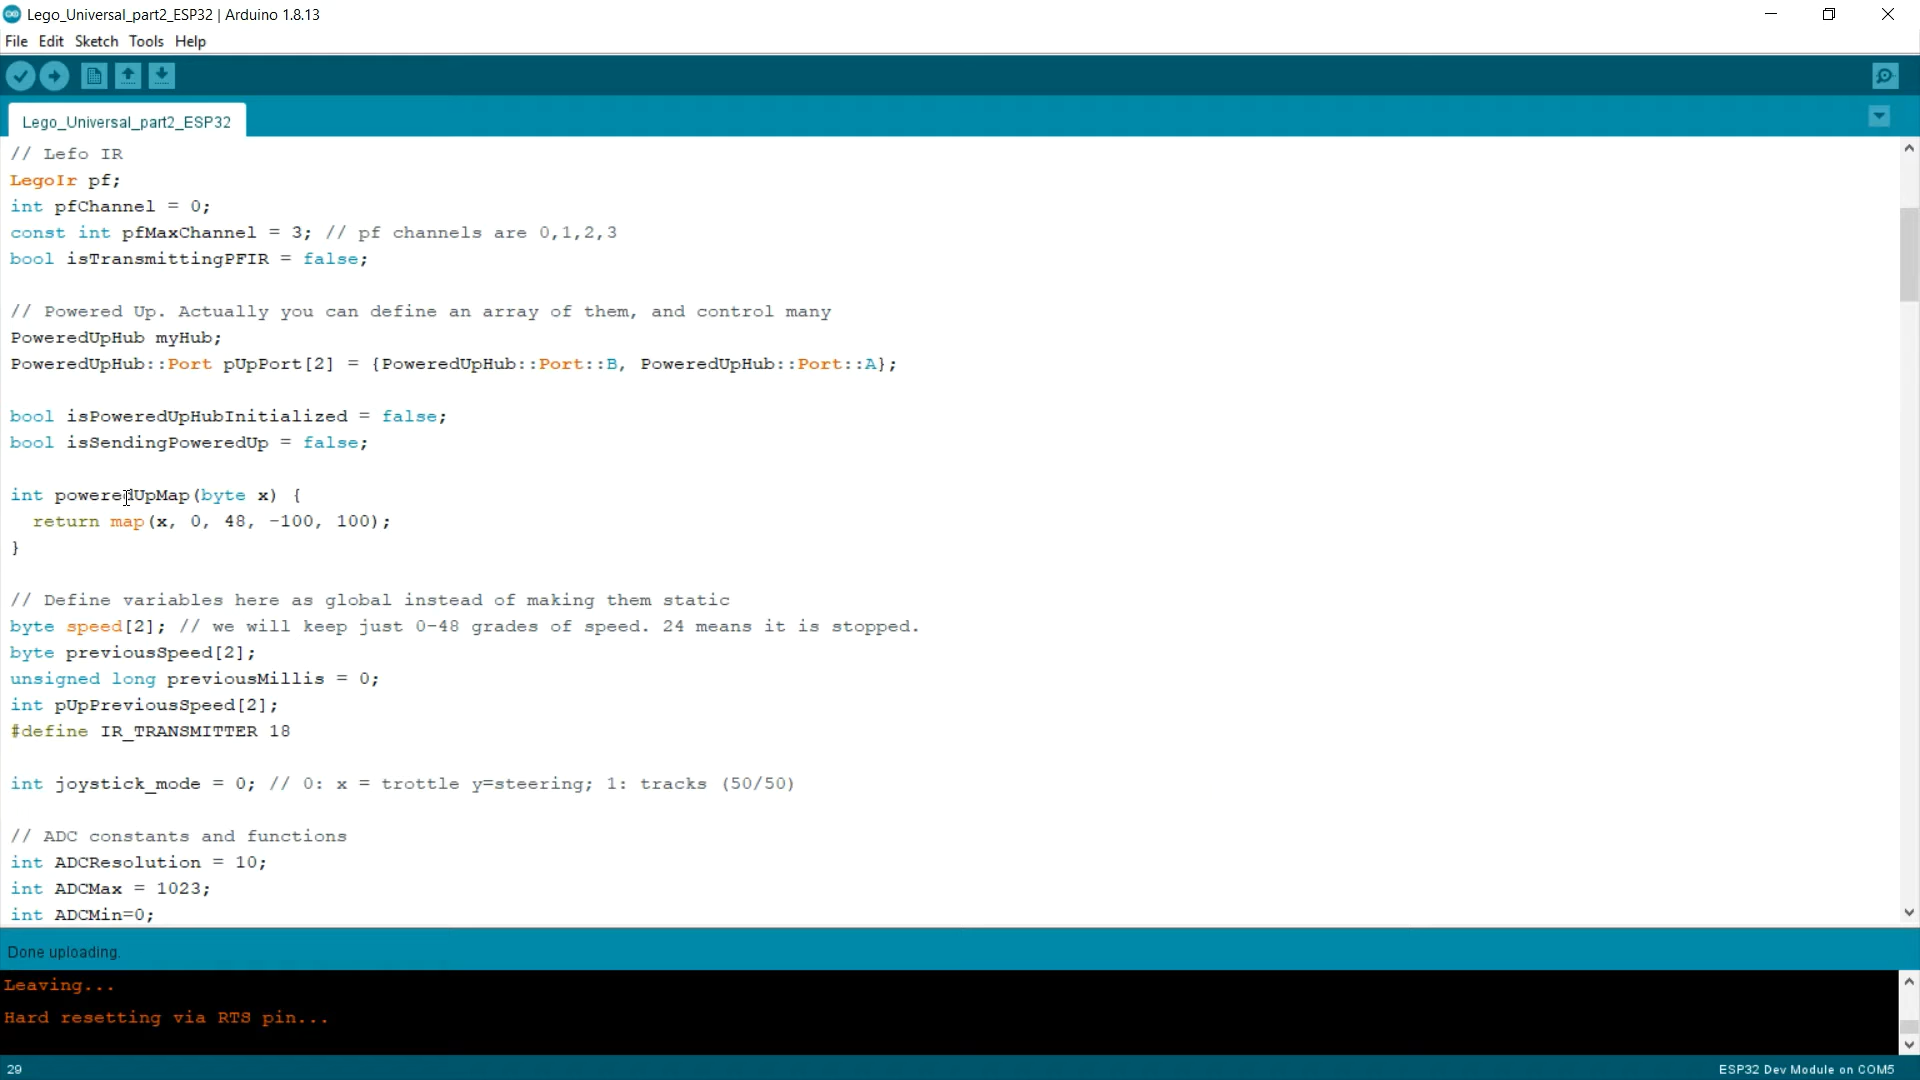 Lego_Universal_part2_ESP32 | Arduino 1.8.13
File Edit Sketch Tools Help
Lego_Universal_part2_ESP32
// Lefo IR
LegoIr pf;
int pfChannel = 0;
const int pfMaxChannel = 3; // pf channels are 0,1,2,3
bool isTransmittingPFIR = false;
// Powered Up. Actually you can define an array of them, and control many
PoweredUpHub myHub;
PoweredUpHub::Port pUpPort[2] = {PoweredUpHub::Port::B, PoweredUpHub::Port::A};
bool isPoweredUpHubInitialized = false;
bool isSendingPoweredUp = false;
int poweredUpMap(byte x) {
  return map(x, 0, 48, -100, 100);
}
// Define variables here as global instead of making them static
byte speed[2]; // we will keep just 0-48 grades of speed. 24 means it is stopped.
byte previousSpeed[2];
unsigned long previousMillis = 0;
int pUpPreviousSpeed[2];
#define IR_TRANSMITTER 18
int joystick_mode = 0; // 0: x = trottle y=steering; 1: tracks (50/50)
// ADC constants and functions
int ADCResolution = 10;
int ADCMax = 1023;
int ADCMin=0;
Done uploading.
Leaving...
Hard resetting via RTS pin...
29
ESP32 Dev Module on COM5